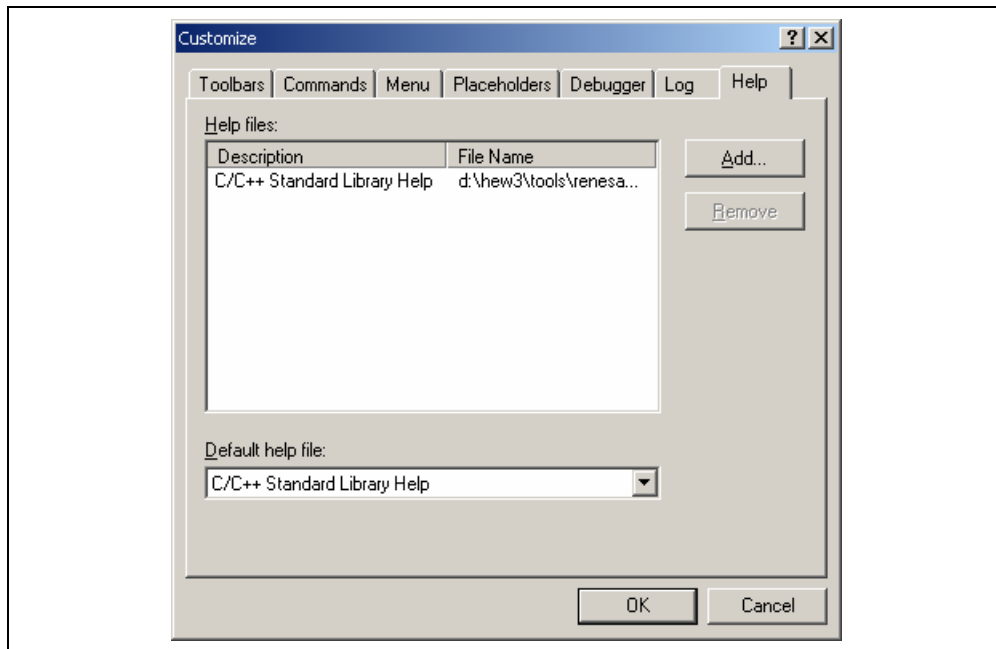 Customize
Toolbars Commands Menu Placeholders Debugger Log Help
Help files:
Description File Name
C/C++ Standard Library Help d:\hew3\tools\renesa...
Add...
Remove
Default help file:
C/C++ Standard Library Help
OK Cancel